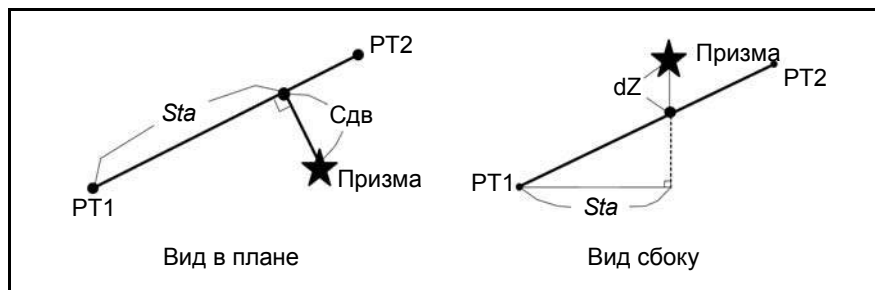 PT2
Sta
Сдв
Призма
PT1
Вид в плане
Призма
PT2
dZ
PT1
Sta
Вид сбоку